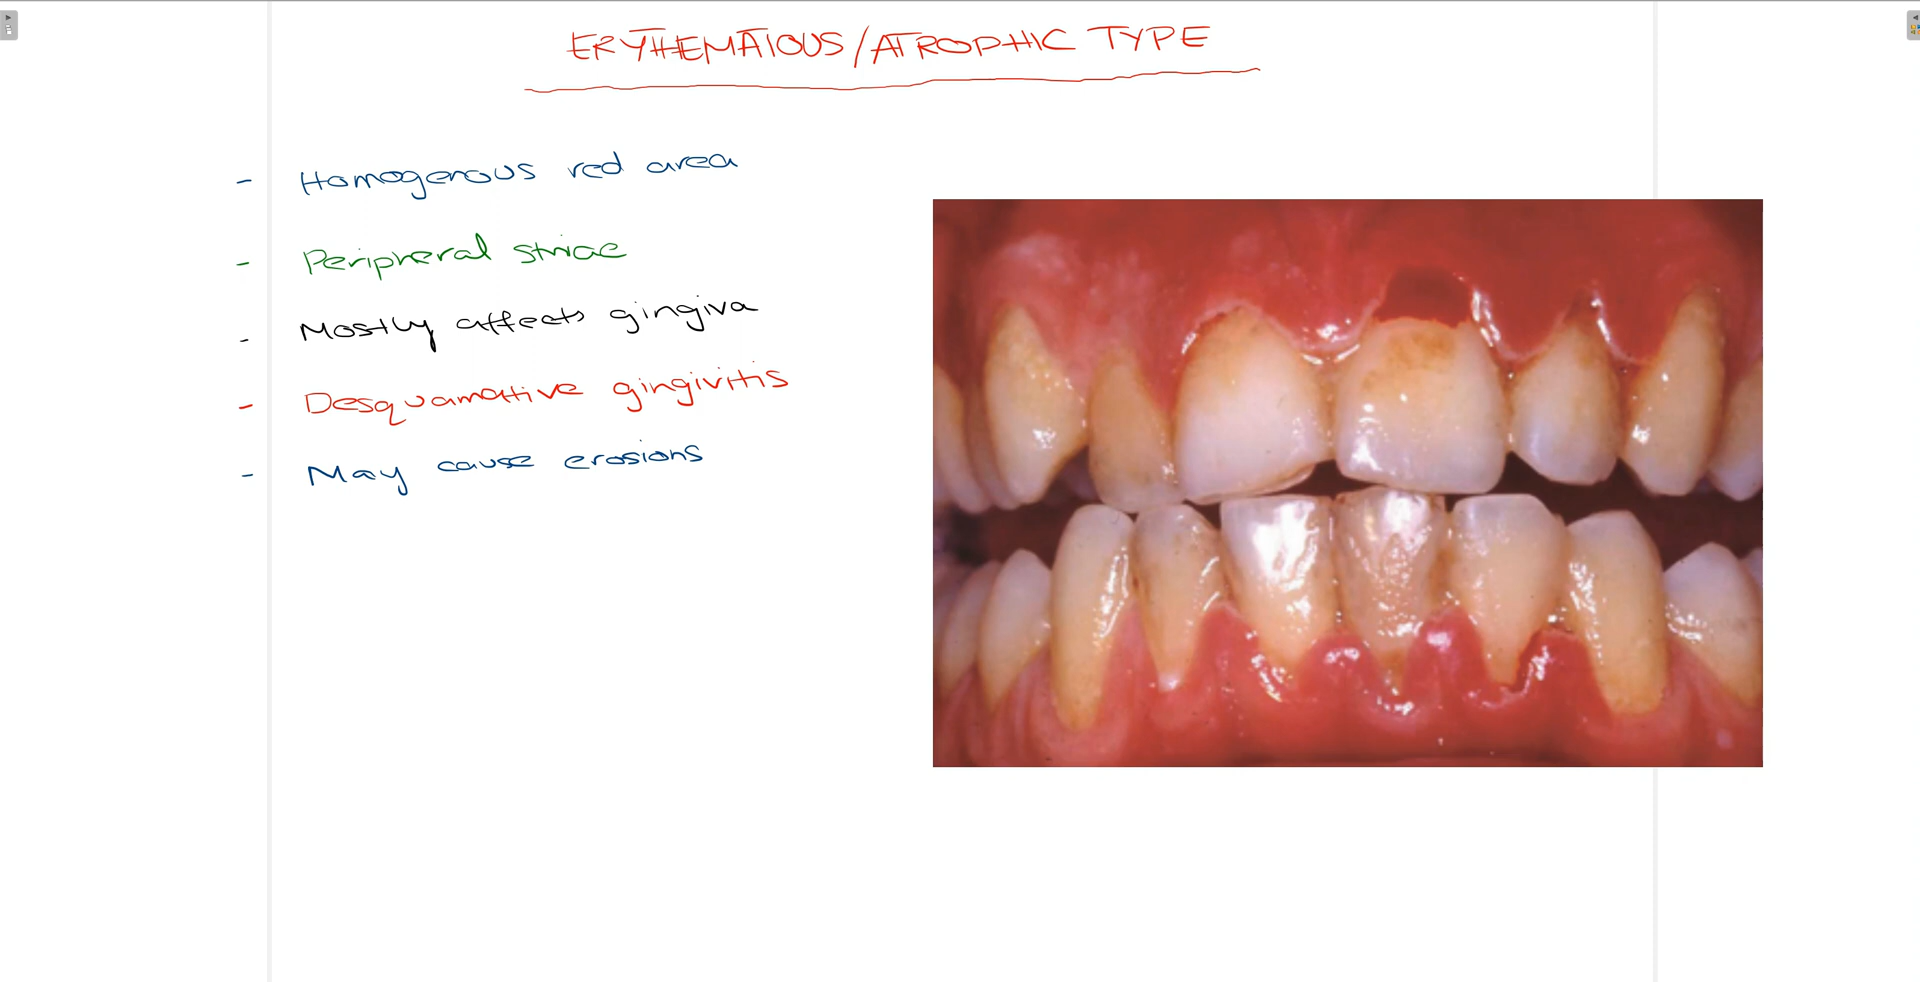 ERYTHEMATOUS/ATROPHIC TYPE
- Homogenous red area
- Peripheral striae
- Mostly affects gingiva
- Desquamative gingivitis
- May cause erosions